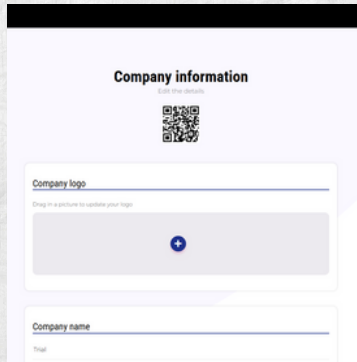 Company information
Edit the details
Company logo
Drag in a picture to update your logo
Company name
Trial